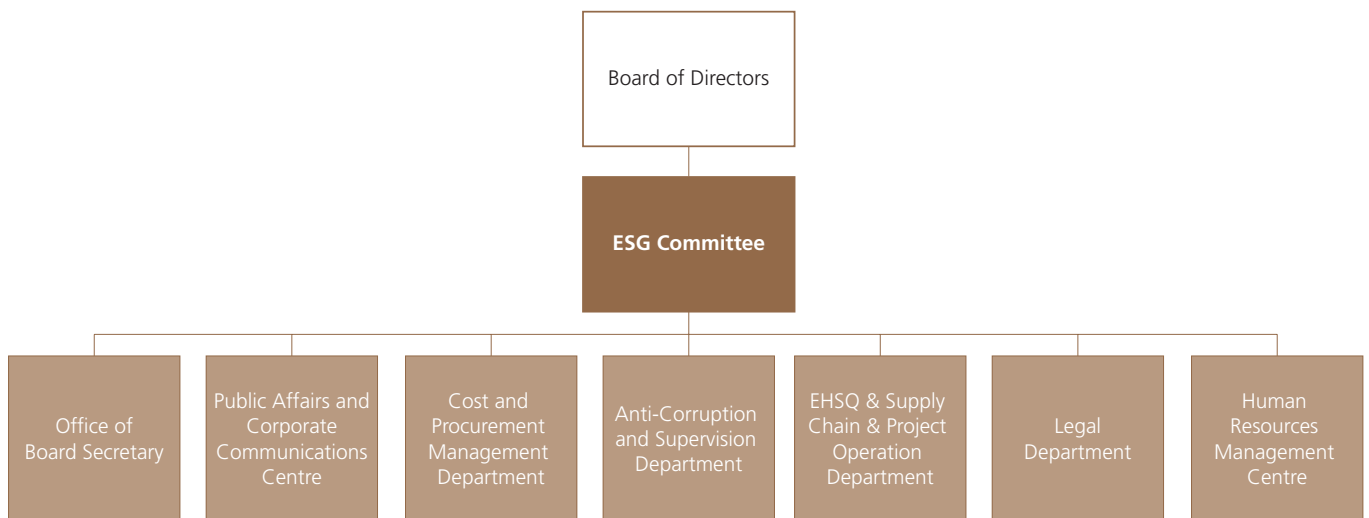 Board of Directors
ESG Committee
Office of
Board Secretary
Public Affairs and
Corporate
Communications
Centre
Cost and
Procurement
Management
Department
Anti-Corruption
and Supervision
Department
EHSQ & Supply
Chain & Project
Operation
Department
Legal
Department
Human
Resources
Management
Centre